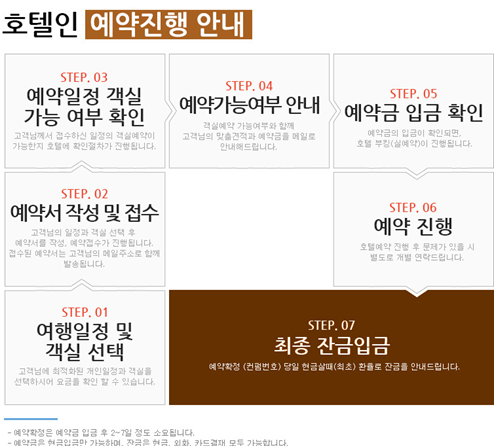 호텔인 예약진행 안내
STEP. 03
예약일정 객실
가능 여부 확인
고객님께서 접수하신 일정의 객실예약이
가능한지 호텔에 확인절차가 진행됩니다.
STEP. 04
예약가능여부 안내
객실예약 가능여부와 함께
고객님의 맞춤견적과 예약금을 메일로
안내해드립니다.
STEP. 05
예약금 입금 확인
예약금의 입금이 확인되면,
호텔 부킹(실예약)이 진행됩니다.
STEP. 02
예약서 작성 및 접수
고객님의 일정과 객실 선택 후
예약서를 작성, 예약접수가 진행됩니다.
접수된 예약서는 고객님의 메일주소로 함께
발송됩니다.
STEP. 06
예약 진행
호텔예약 진행 후 문제가 있을 시
별도로 개별 연락드립니다.
STEP. 01
여행일정 및
객실 선택
고객님에 최적화된 개인일정과 객실을
선택하시어 요금을 확인 할 수 있습니다.
STEP. 07
최종 잔금입금
예약확정 (컨펌번호) 당일 현금살때(최초) 환율로 잔금을 안내드립니다.
- 예약확정은 예약금 입금 후 2~7일 정도 소요됩니다.
- 예약금은 현금입금만 가능하며, 잔금은 현금, 외화, 카드결재 모두 가능합니다.